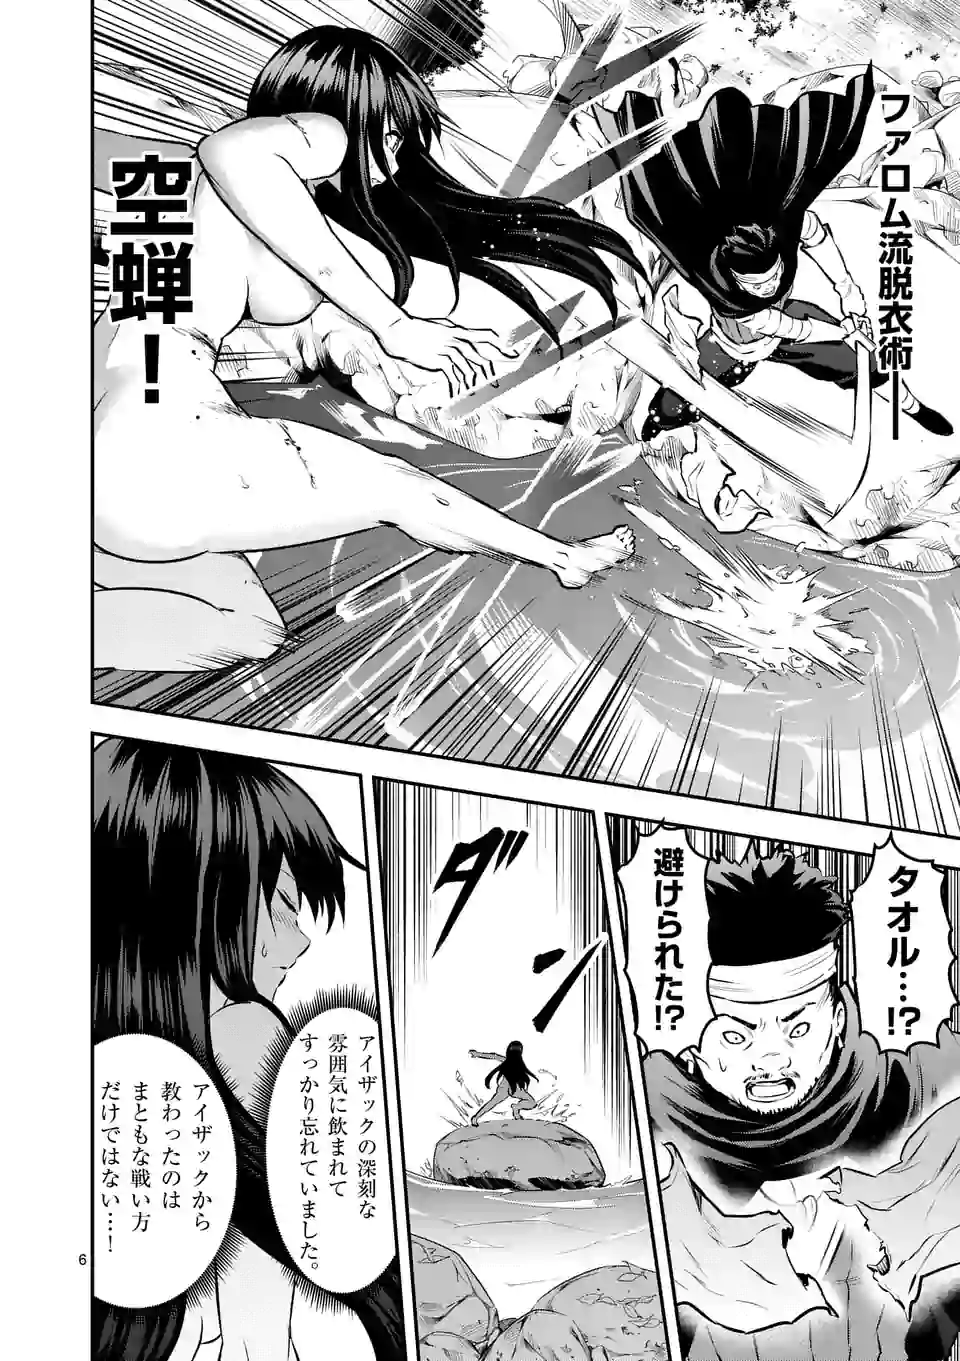 ファロム流脱衣術――
空蝉！
タオル…!?
避けられた!?
ダンッ
アイザックの深刻な
雰囲気に飲まれて
すっかり忘れていました。
アイザックから
教わったのは
まともな戦い方
だけではない……！
6